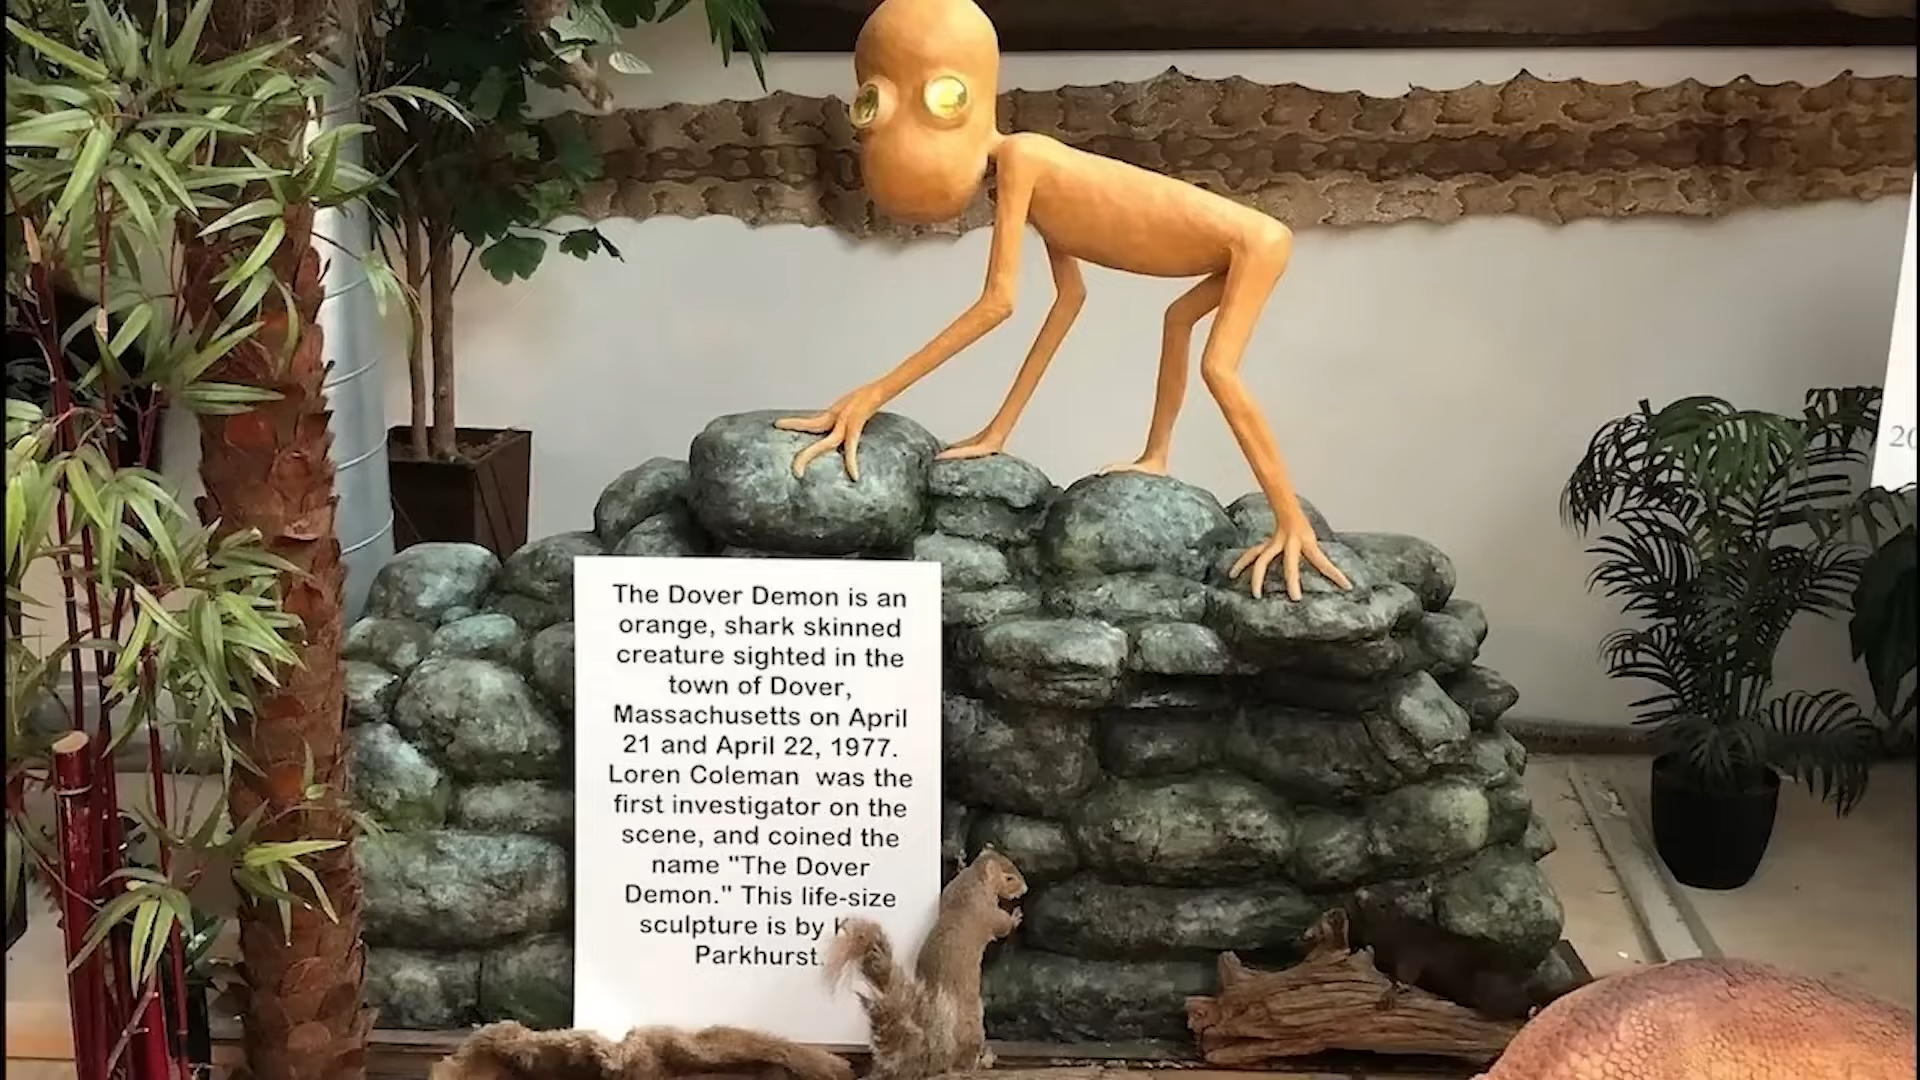 The Dover Demon is an
orange, shark skinned
creature sighted in the
town of Dover,
Massachusetts on April
21 and April 22, 1977.
Loren Coleman was the
first investigator on the
scene, and coined the
name "The Dover
Demon." This life-size
sculpture is by
Parkhurst.